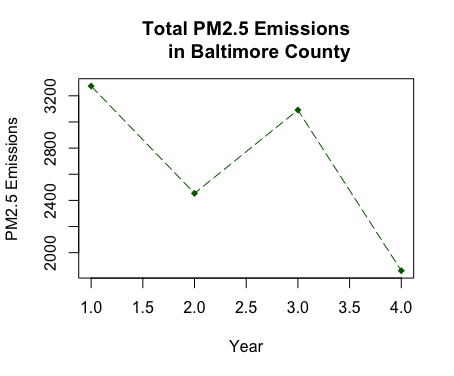 Total PM2.5 Emissions
in Baltimore County
PM2.5 Emissions
3200
2800
2400
2000
1.0 1.5 2.0 2.5 3.0 3.5 4.0
Year